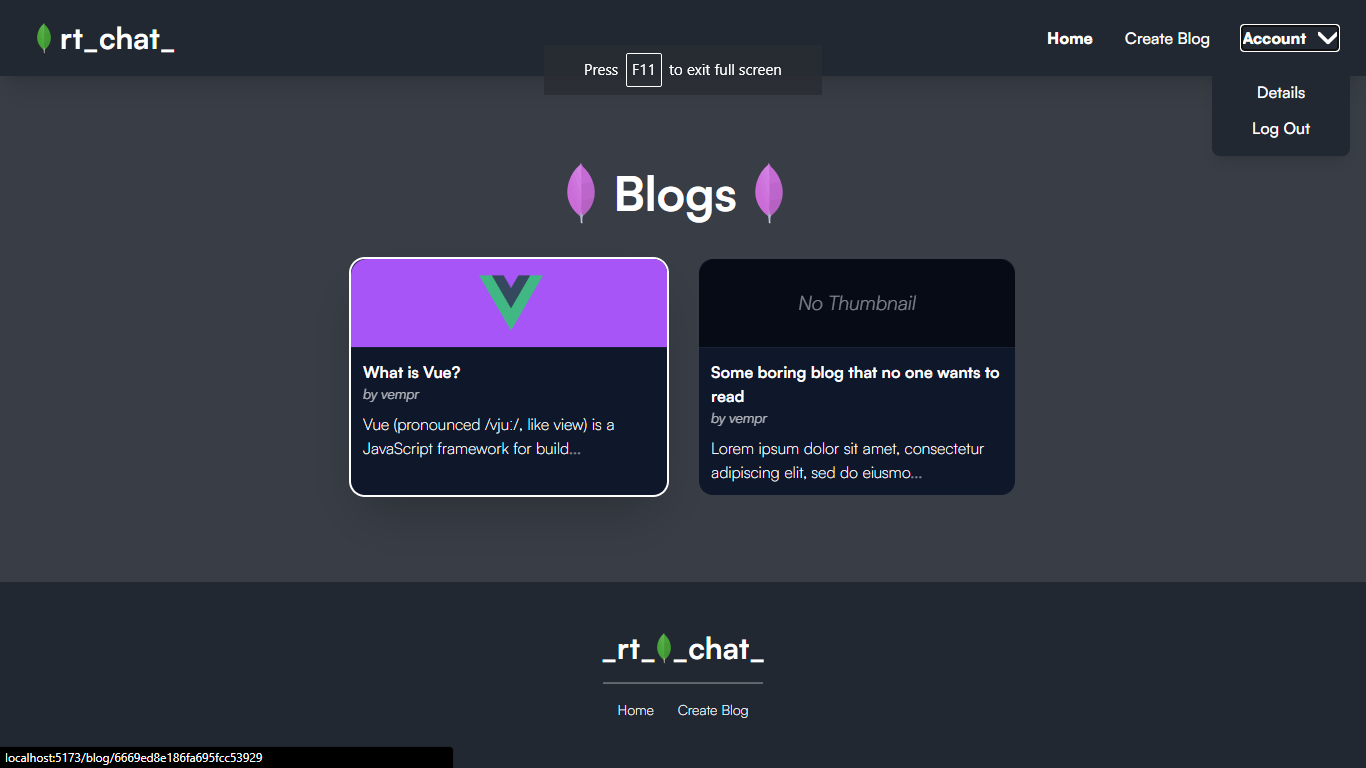 rt_chat_
Home Create Blog Account
Press F11 to exit full screen
Details
Log Out
Blogs
What is Vue?
by vempr
Vue (pronounced /vjuː/, like view) is a
JavaScript framework for build...
No Thumbnail
Some boring blog that no one wants to
read
by vempr
Lorem ipsum dolor sit amet, consectetur
adipiscing elit, sed do eiusmo...
_rt_ _chat_
Home Create Blog
localhost:5173/blog/6669ed8e186fa695fcc53929